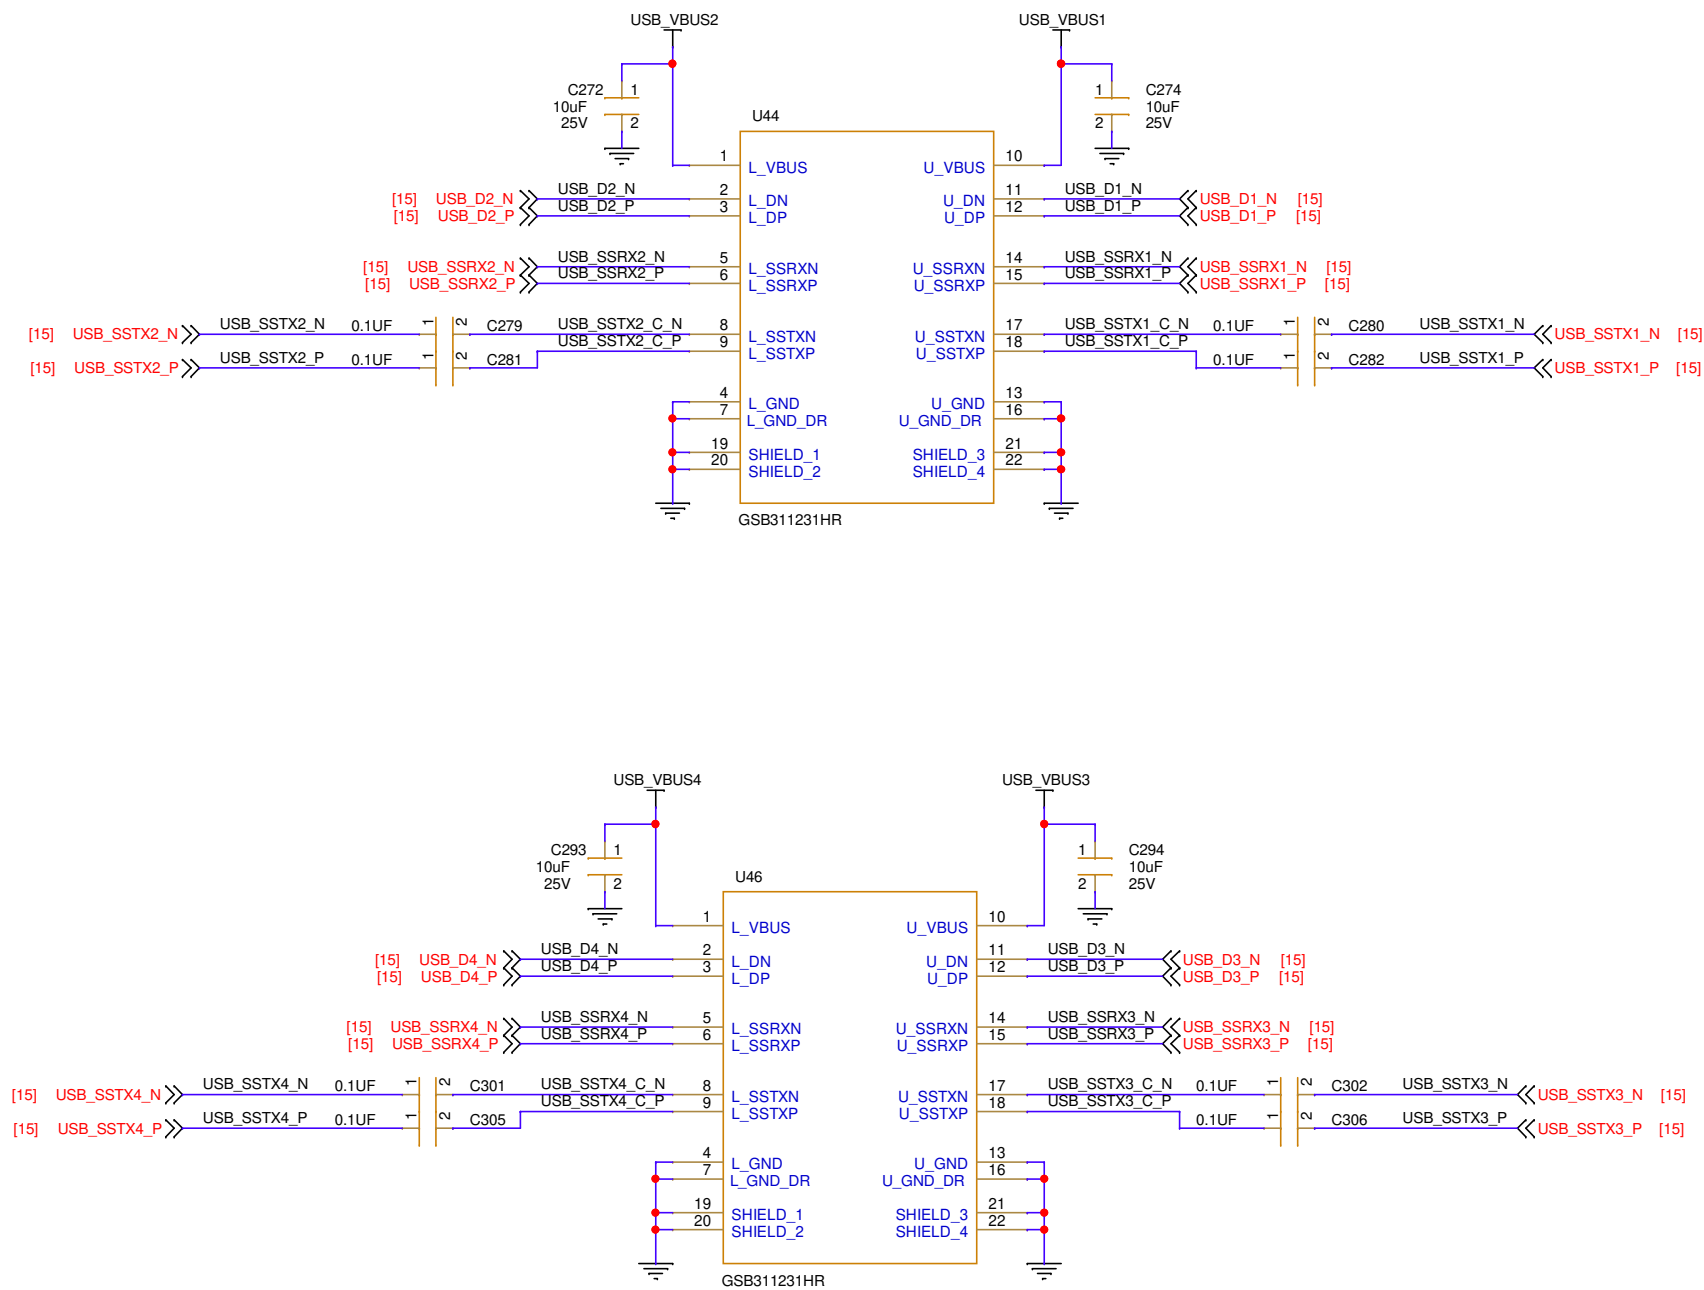 USB_VBUS2 USB_VBUS1
C272 1 1 C274
10uF 10uF
25V 2 2 25V
U44
1 L_VBUS U_VBUS 10
[15] USB_D2_N USB_D2_N 2 L_DN U_DN 11 USB_D1_N USB_D1_N [15]
[15] USB_D2_P USB_D2_P 3 L_DP U_DP 12 USB_D1_P USB_D1_P [15]
[15] USB_SSRX2_N USB_SSRX2_N 5 L_SSRXN U_SSRXN 14 USB_SSRX1_N USB_SSRX1_N [15]
[15] USB_SSRX2_P USB_SSRX2_P 6 L_SSRXP U_SSRXP 15 USB_SSRX1_P USB_SSRX1_P [15]
[15] USB_SSTX2_N USB_SSTX2_N 0.1UF 1 2 C279 USB_SSTX2_C_N 8 L_SSTXN U_SSTXN 17 USB_SSTX1_C_N 0.1UF 1 2 C280 USB_SSTX1_N USB_SSTX1_N [15]
[15] USB_SSTX2_P USB_SSTX2_P 0.1UF 1 2 C281 USB_SSTX2_C_P 9 L_SSTXP U_SSTXP 18 USB_SSTX1_C_P 0.1UF 1 2 C282 USB_SSTX1_P USB_SSTX1_P [15]
4 L_GND U_GND 13
7 L_GND_DR U_GND_DR 16
19 SHIELD_1 SHIELD_3 21
20 SHIELD_2 SHIELD_4 22
GSB311231HR
USB_VBUS4 USB_VBUS3
C293 1 1 C294
10uF 10uF
25V 2 2 25V
U46
1 L_VBUS U_VBUS 10
[15] USB_D4_N USB_D4_N 2 L_DN U_DN 11 USB_D3_N USB_D3_N [15]
[15] USB_D4_P USB_D4_P 3 L_DP U_DP 12 USB_D3_P USB_D3_P [15]
[15] USB_SSRX4_N USB_SSRX4_N 5 L_SSRXN U_SSRXN 14 USB_SSRX3_N USB_SSRX3_N [15]
[15] USB_SSRX4_P USB_SSRX4_P 6 L_SSRXP U_SSRXP 15 USB_SSRX3_P USB_SSRX3_P [15]
[15] USB_SSTX4_N USB_SSTX4_N 0.1UF 1 2 C301 USB_SSTX4_C_N 8 L_SSTXN U_SSTXN 17 USB_SSTX3_C_N 0.1UF 1 2 C302 USB_SSTX3_N USB_SSTX3_N [15]
[15] USB_SSTX4_P USB_SSTX4_P 0.1UF 1 2 C305 USB_SSTX4_C_P 9 L_SSTXP U_SSTXP 18 USB_SSTX3_C_P 0.1UF 1 2 C306 USB_SSTX3_P USB_SSTX3_P [15]
4 L_GND U_GND 13
7 L_GND_DR U_GND_DR 16
19 SHIELD_1 SHIELD_3 21
20 SHIELD_2 SHIELD_4 22
GSB311231HR